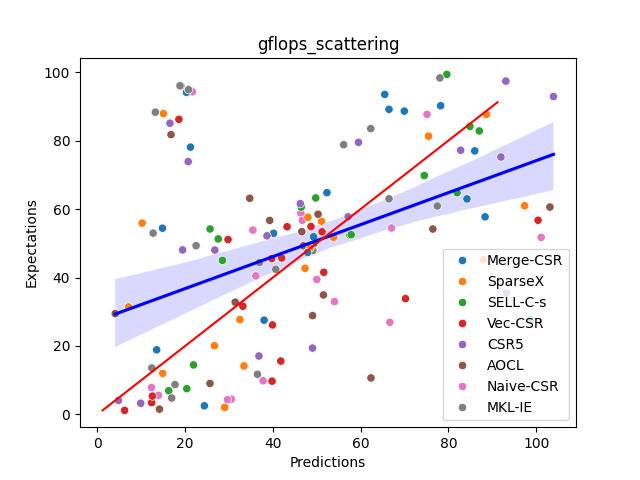 gflops_scattering
100
80
60
40
20
0
Expectations
0 20 40 60 80 100
Predictions
Merge-CSR
SparseX
SELL-C-s
Vec-CSR
CSR5
AOCL
Naive-CSR
MKL-IE